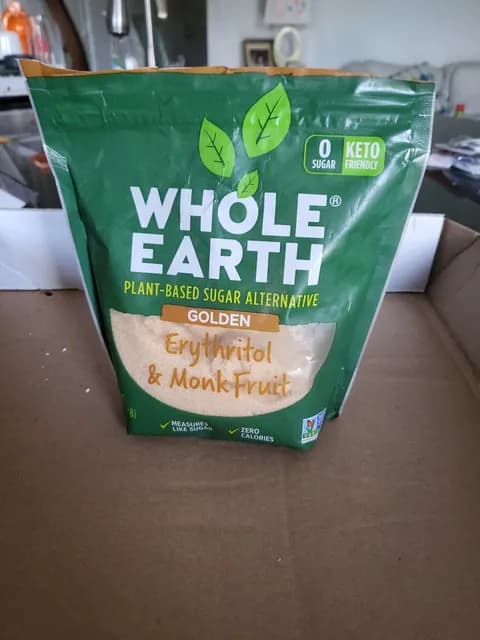 0
SUGAR
KETO
FRIENDLY
WHOLE
EARTH®
PLANT-BASED SUGAR ALTERNATIVE
GOLDEN
Erythritol
& Monk Fruit
MEASURES
LIKE SUGAR
ZERO
CALORIES